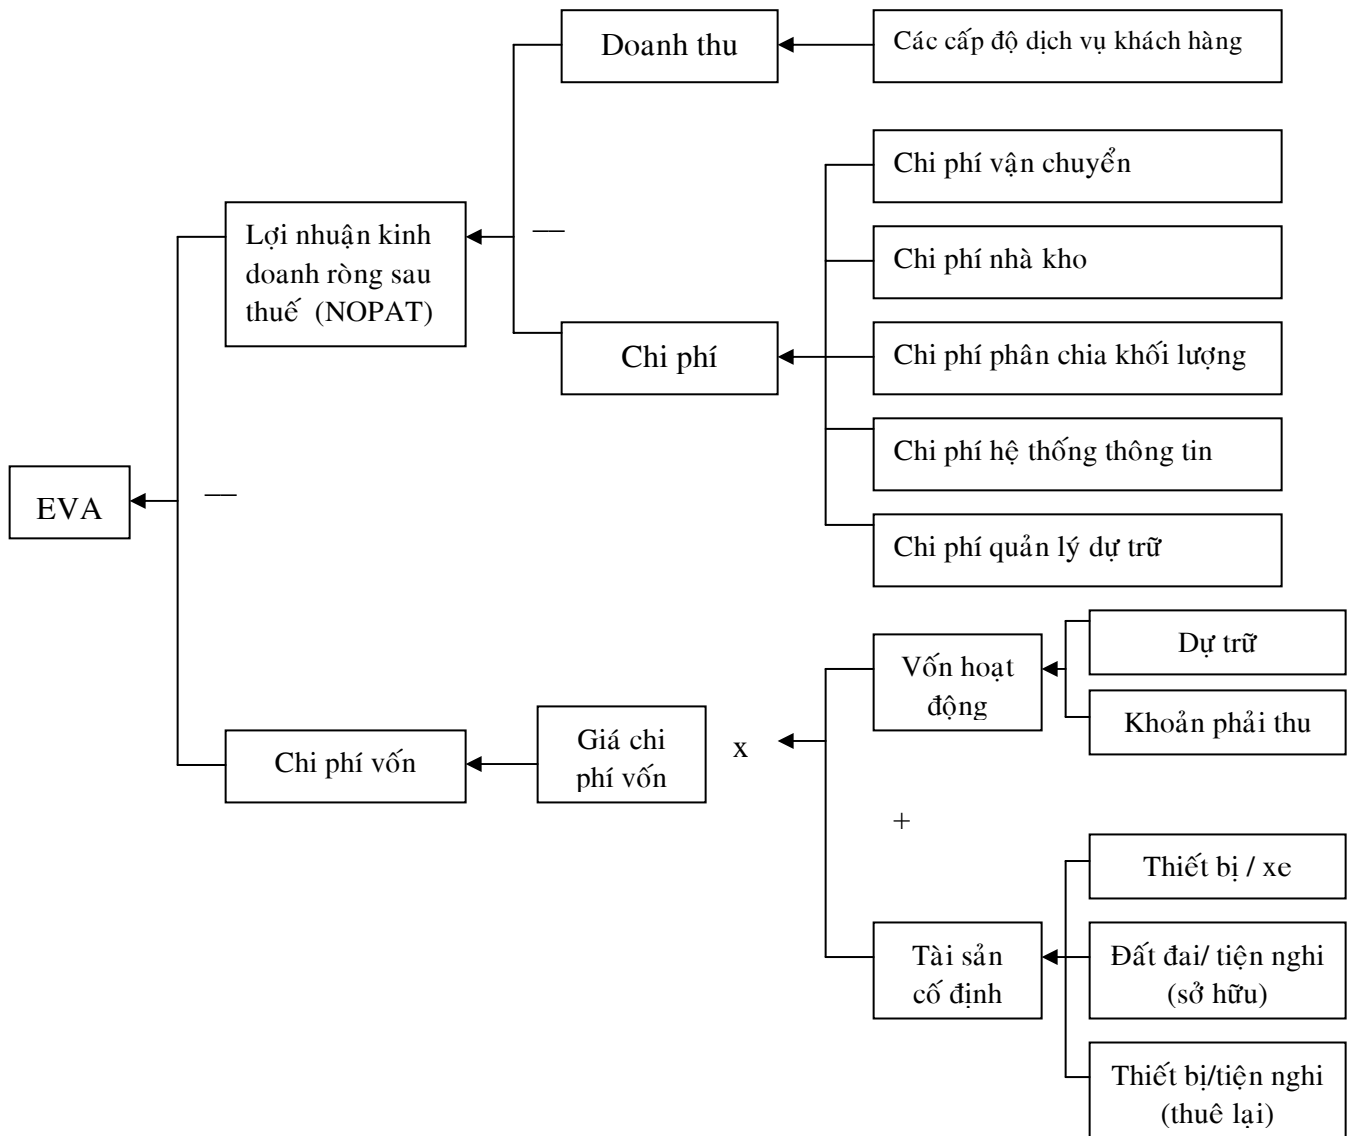 Doanh thu
Các cấp độ dịch vụ khách hàng
Chi phí vận chuyển
Lợi nhuận kinh
doanh ròng sau
thuế (NOPAT)
—
Chi phí nhà kho
Chi phí
Chi phí phân chia khối lượng
Chi phí hệ thống thông tin
EVA
—
Chi phí quản lý dự trữ
Vốn hoạt
động
Dự trữ
Khoản phải thu
Chi phí vốn
Giá chi
phí vốn
x
+
Thiết bị / xe
Tài sản
cố định
Đất đai/ tiện nghi
(sở hữu)
Thiết bị/tiện nghi
(thuê lại)